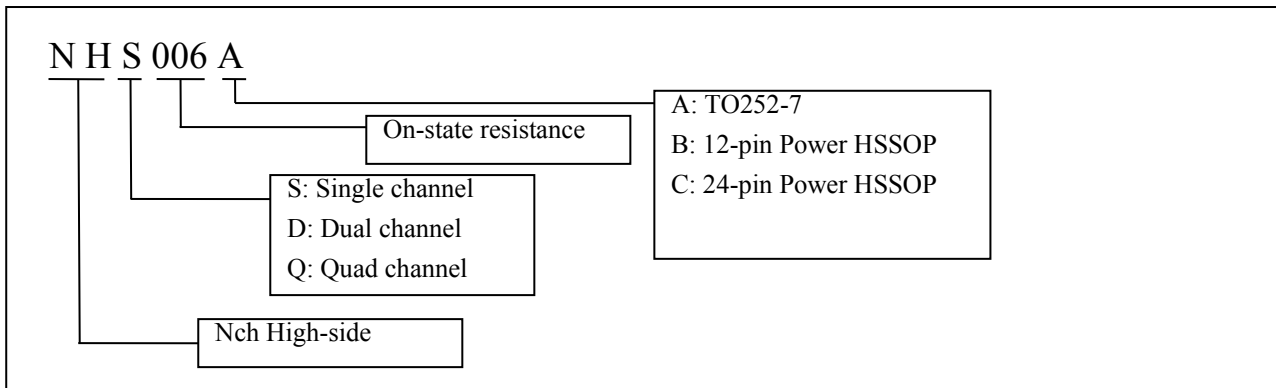 N H S 006 A
A: TO252-7
B: 12-pin Power HSSOP
C: 24-pin Power HSSOP
On-state resistance
S: Single channel
D: Dual channel
Q: Quad channel
Nch High-side